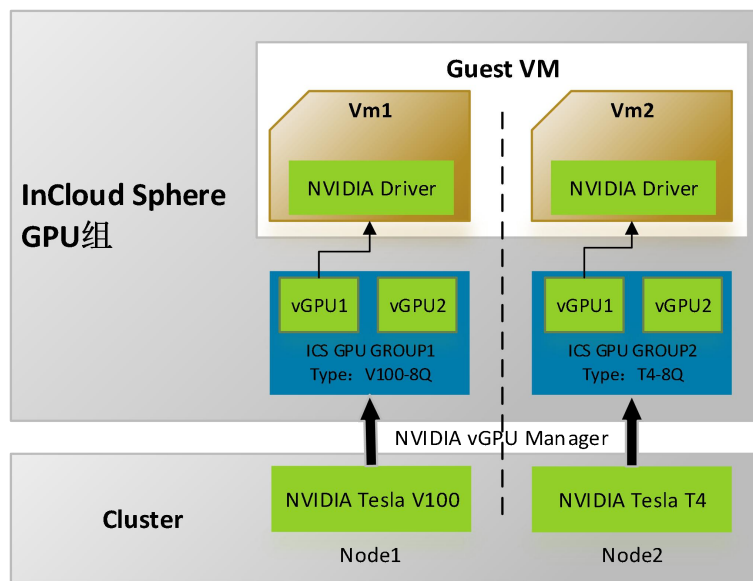 Guest VM
Vm1
Vm2
NVIDIA Driver
NVIDIA Driver
InCloud Sphere
GPU组
vGPU1
vGPU2
vGPU1
vGPU2
ICS GPU GROUP1
Type：V100-8Q
ICS GPU GROUP2
Type：T4-8Q
NVIDIA vGPU Manager
NVIDIA Tesla V100
NVIDIA Tesla T4
Cluster
Node1
Node2